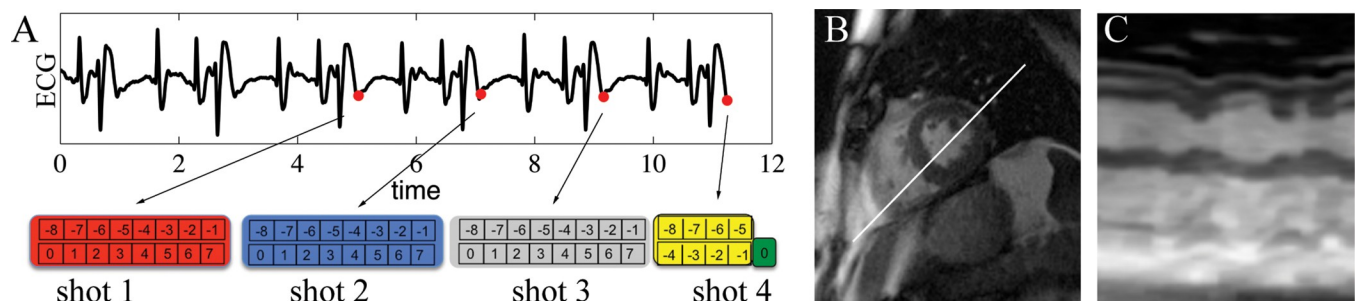 A
B
C
ECG
0 2 4 6 8 10 12
time
-8 -7 -6 -5 -4 -3 -2 -1 -8 -7 -6 -5 -4 -3 -2 -1 -8 -7 -6 -5 -4 -3 -2 -1 -8 -7 -6 -5
0 1 2 3 4 5 6 7 0 1 2 3 4 5 6 7 0 1 2 3 4 5 6 7 -4 -3 -2 -1 0
shot 1 shot 2 shot 3 shot 4